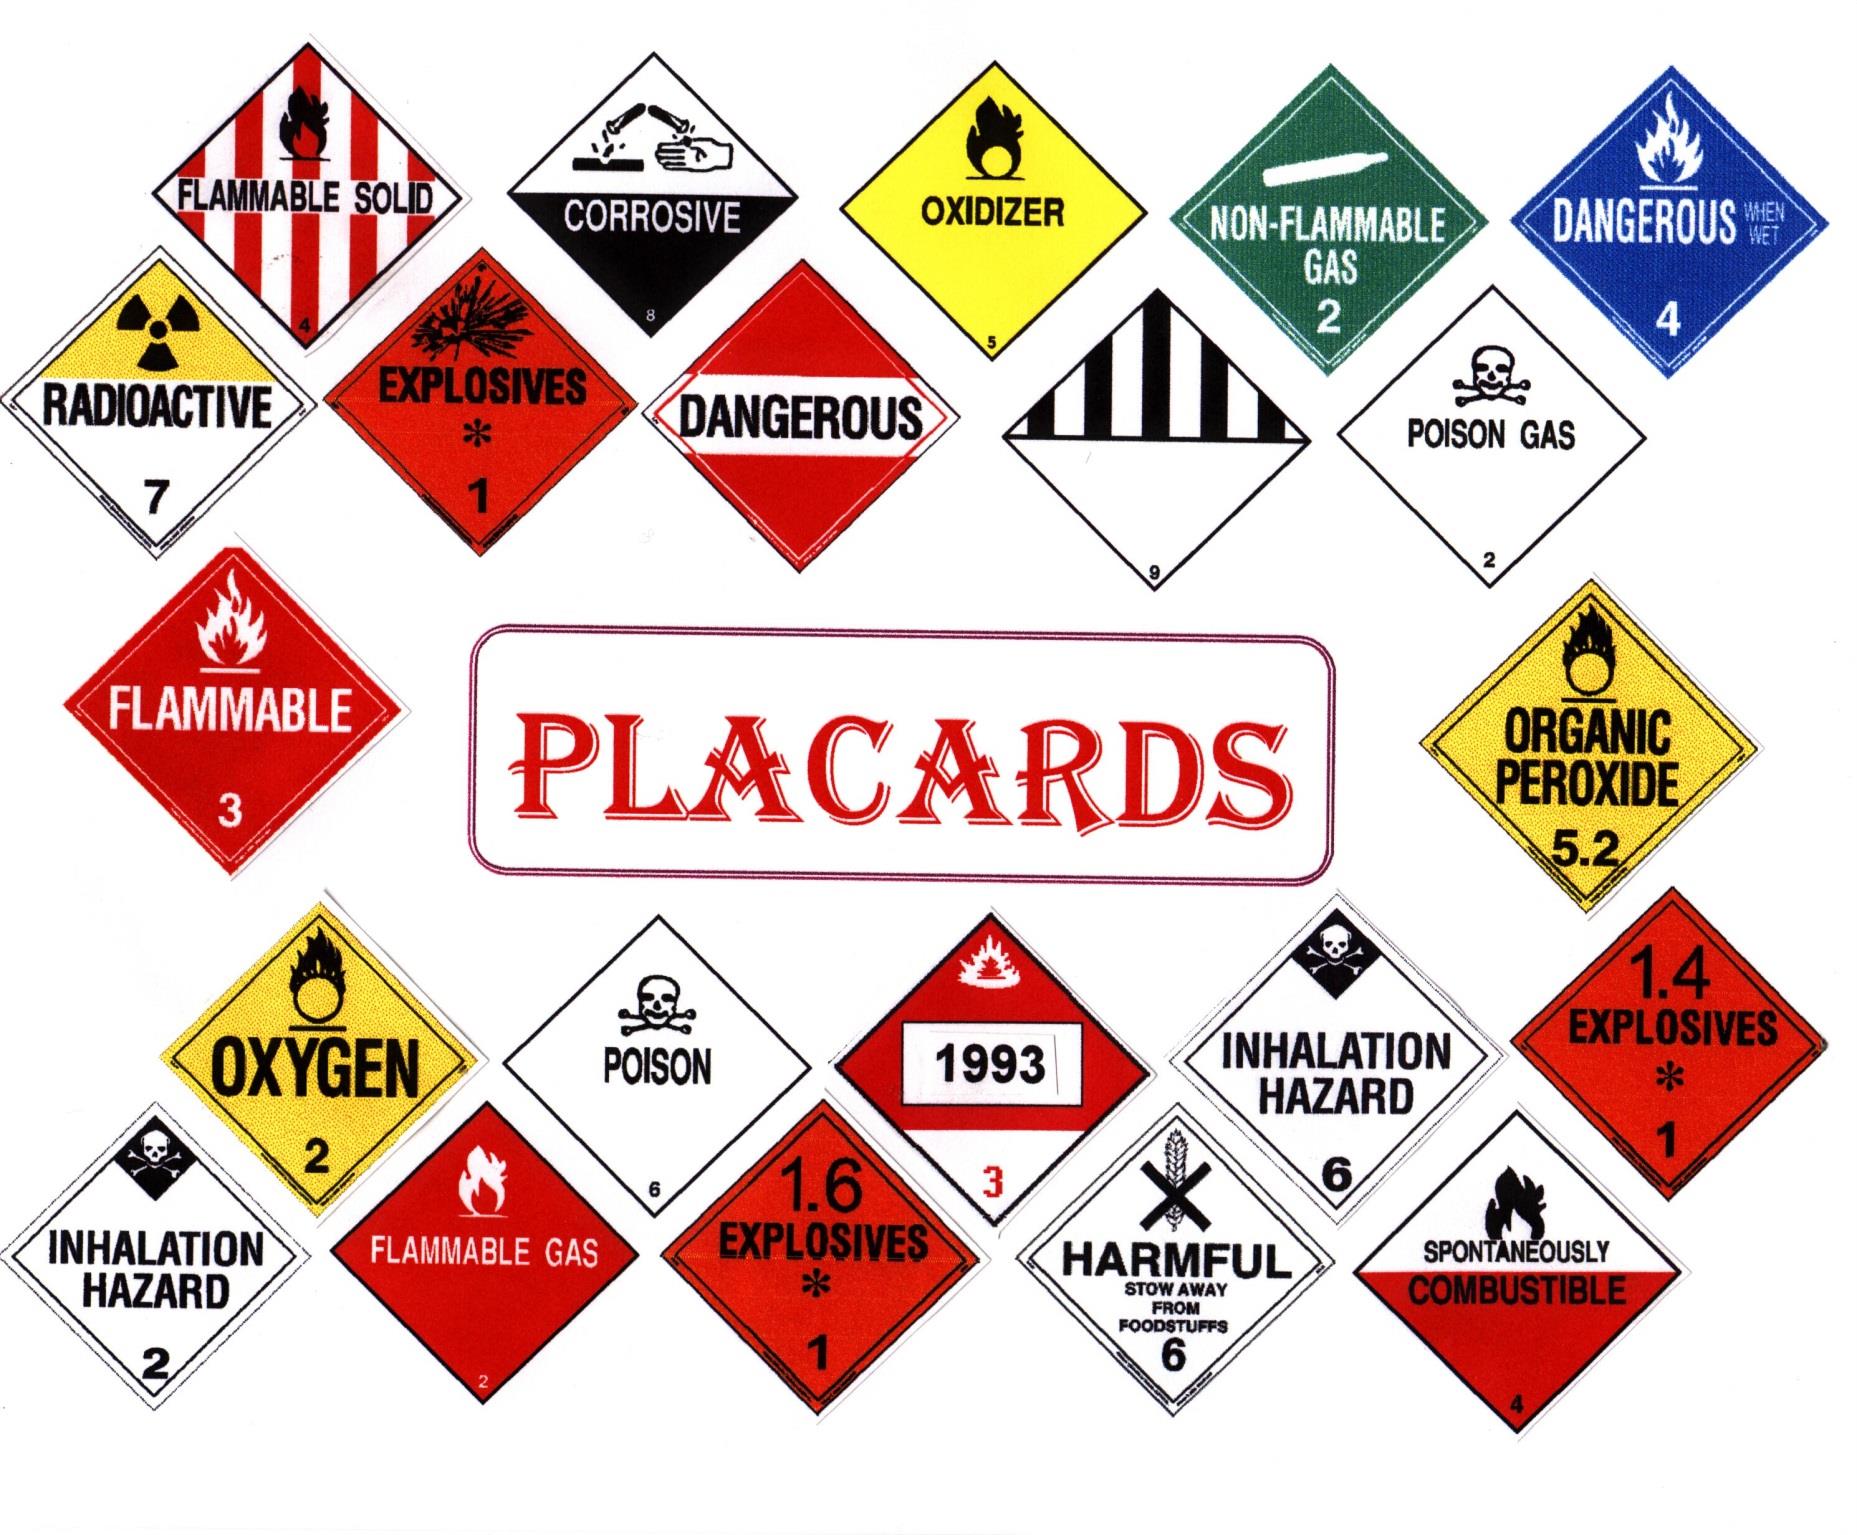 FLAMMABLE SOLID
4
CORROSIVE
8
OXIDIZER
5
NON-FLAMMABLE
GAS
2
DANGEROUS WHEN
WET
4
RADIOACTIVE
7
EXPLOSIVES
*
1
DANGEROUS
9
POISON GAS
2
FLAMMABLE
3
PLACARDS
ORGANIC
PEROXIDE
5.2
OXYGEN
2
POISON
6
1993
3
INHALATION
HAZARD
6
1.4
EXPLOSIVES
*
1
INHALATION
HAZARD
2
FLAMMABLE GAS
2
1.6
EXPLOSIVES
*
1
HARMFUL
STOW AWAY
FROM
FOODSTUFFS
6
SPONTANEOUSLY
COMBUSTIBLE
4